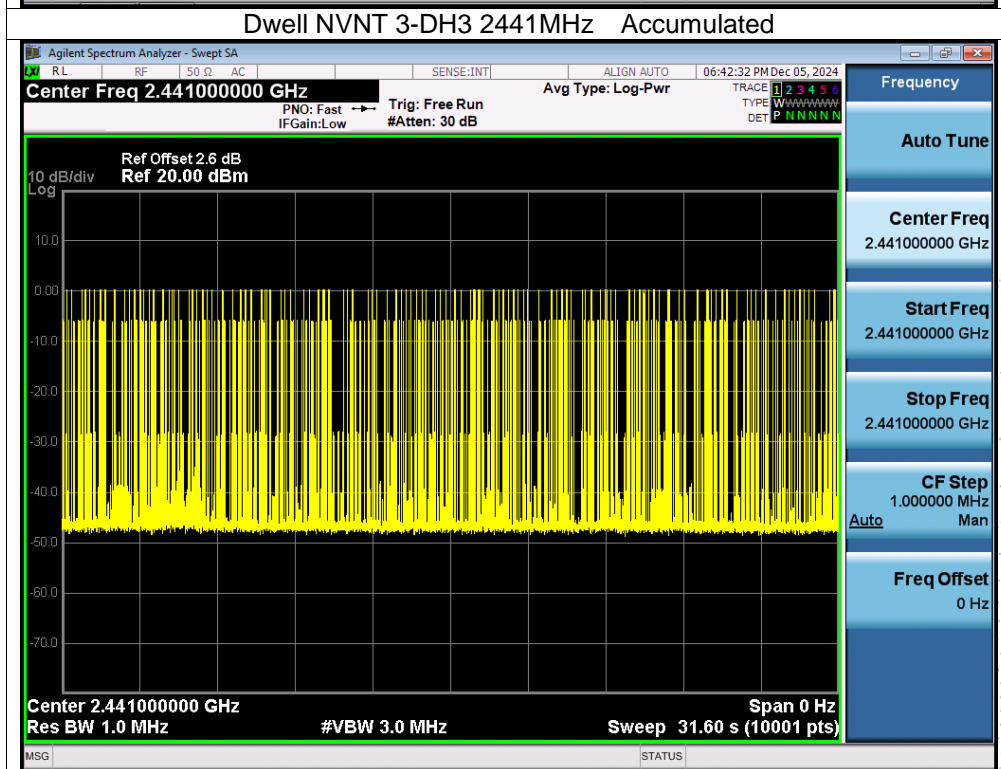 Dwell NVNT 3-DH3 2441MHz Accumulated
Agilent Spectrum Analyzer - Swept SA
LXI RL RF 50 Ω AC SENSE:INT ALIGN AUTO 06:42:32 PM Dec 05, 2024
Center Freq 2.441000000 GHz
PNO: Fast
IFGain:Low
Trig: Free Run
#Atten: 30 dB
Avg Type: Log-Pwr
TRACE 1 2 3 4 5 6
TYPE WWWWWW
DET P N N N N N
Frequency
Auto Tune
Center Freq
2.441000000 GHz
Start Freq
2.441000000 GHz
Stop Freq
2.441000000 GHz
CF Step
1.000000 MHz
Auto Man
Freq Offset
0 Hz
Ref Offset 2.6 dB
10 dB/div Ref 20.00 dBm
Log
10.0
0.00
-10.0
-20.0
-30.0
-40.0
-50.0
-60.0
-70.0
Center 2.441000000 GHz Span 0 Hz
Res BW 1.0 MHz #VBW 3.0 MHz Sweep 31.60 s (10001 pts)
MSG STATUS